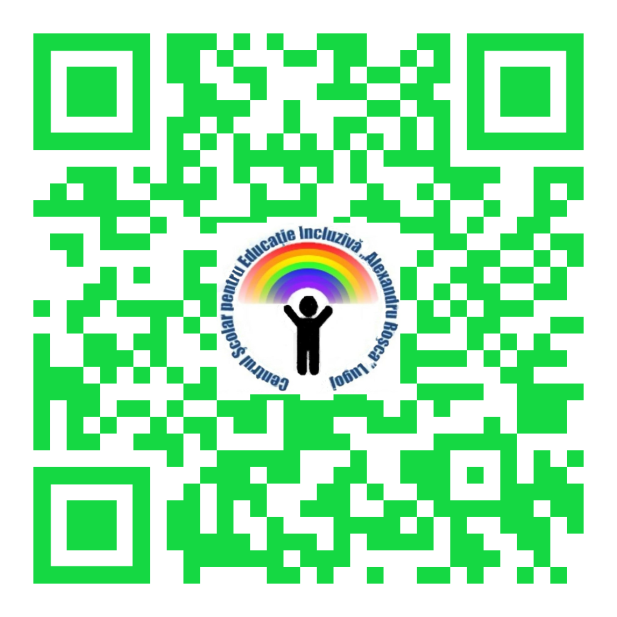 Centrul Școlar pentru Educație Incluzivă „Alexandru Roșca" Lugoj